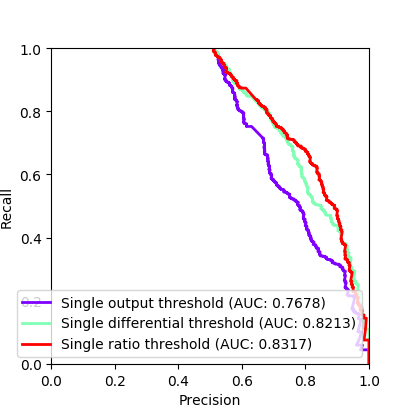 1.0
0.8
0.6
0.4
0.2
0.0
Recall
Single output threshold (AUC: 0.7678)
Single differential threshold (AUC: 0.8213)
Single ratio threshold (AUC: 0.8317)
0.0 0.2 0.4 0.6 0.8 1.0
Precision